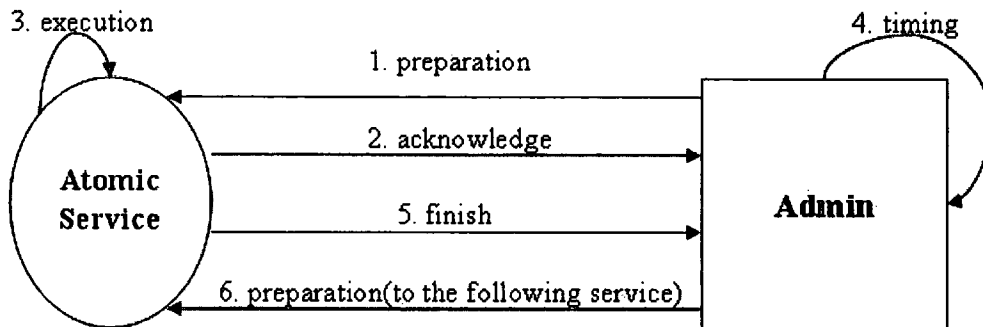 3. execution
4. timing
1. preparation
2. acknowledge
Atomic
Service
Admin
5. finish
6. preparation(to the following service)